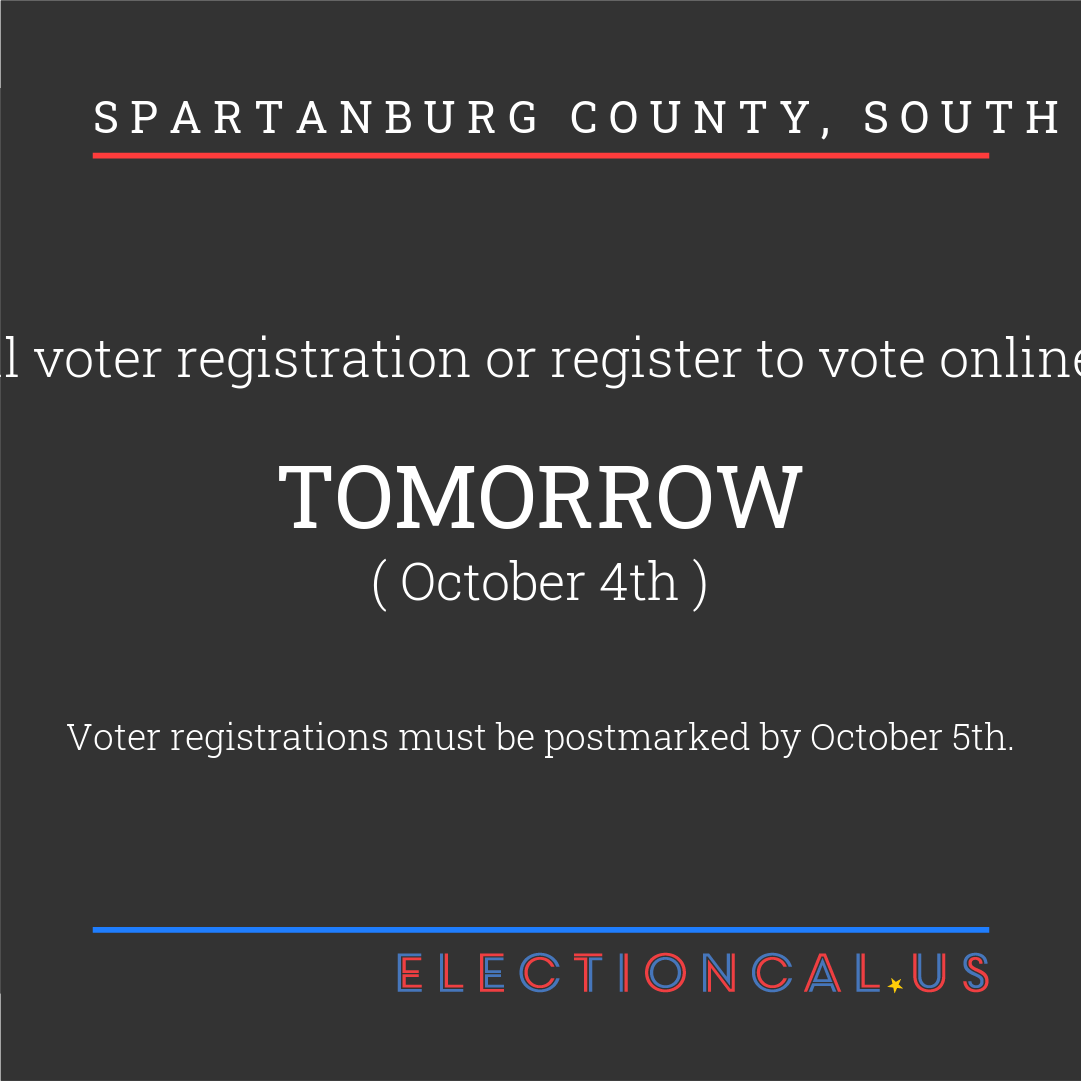 SPARTANBURG COUNTY, SOUTH
l voter registration or register to vote online
TOMORROW
( October 4th )
Voter registrations must be postmarked by October 5th.
ELECTIONCAL.US